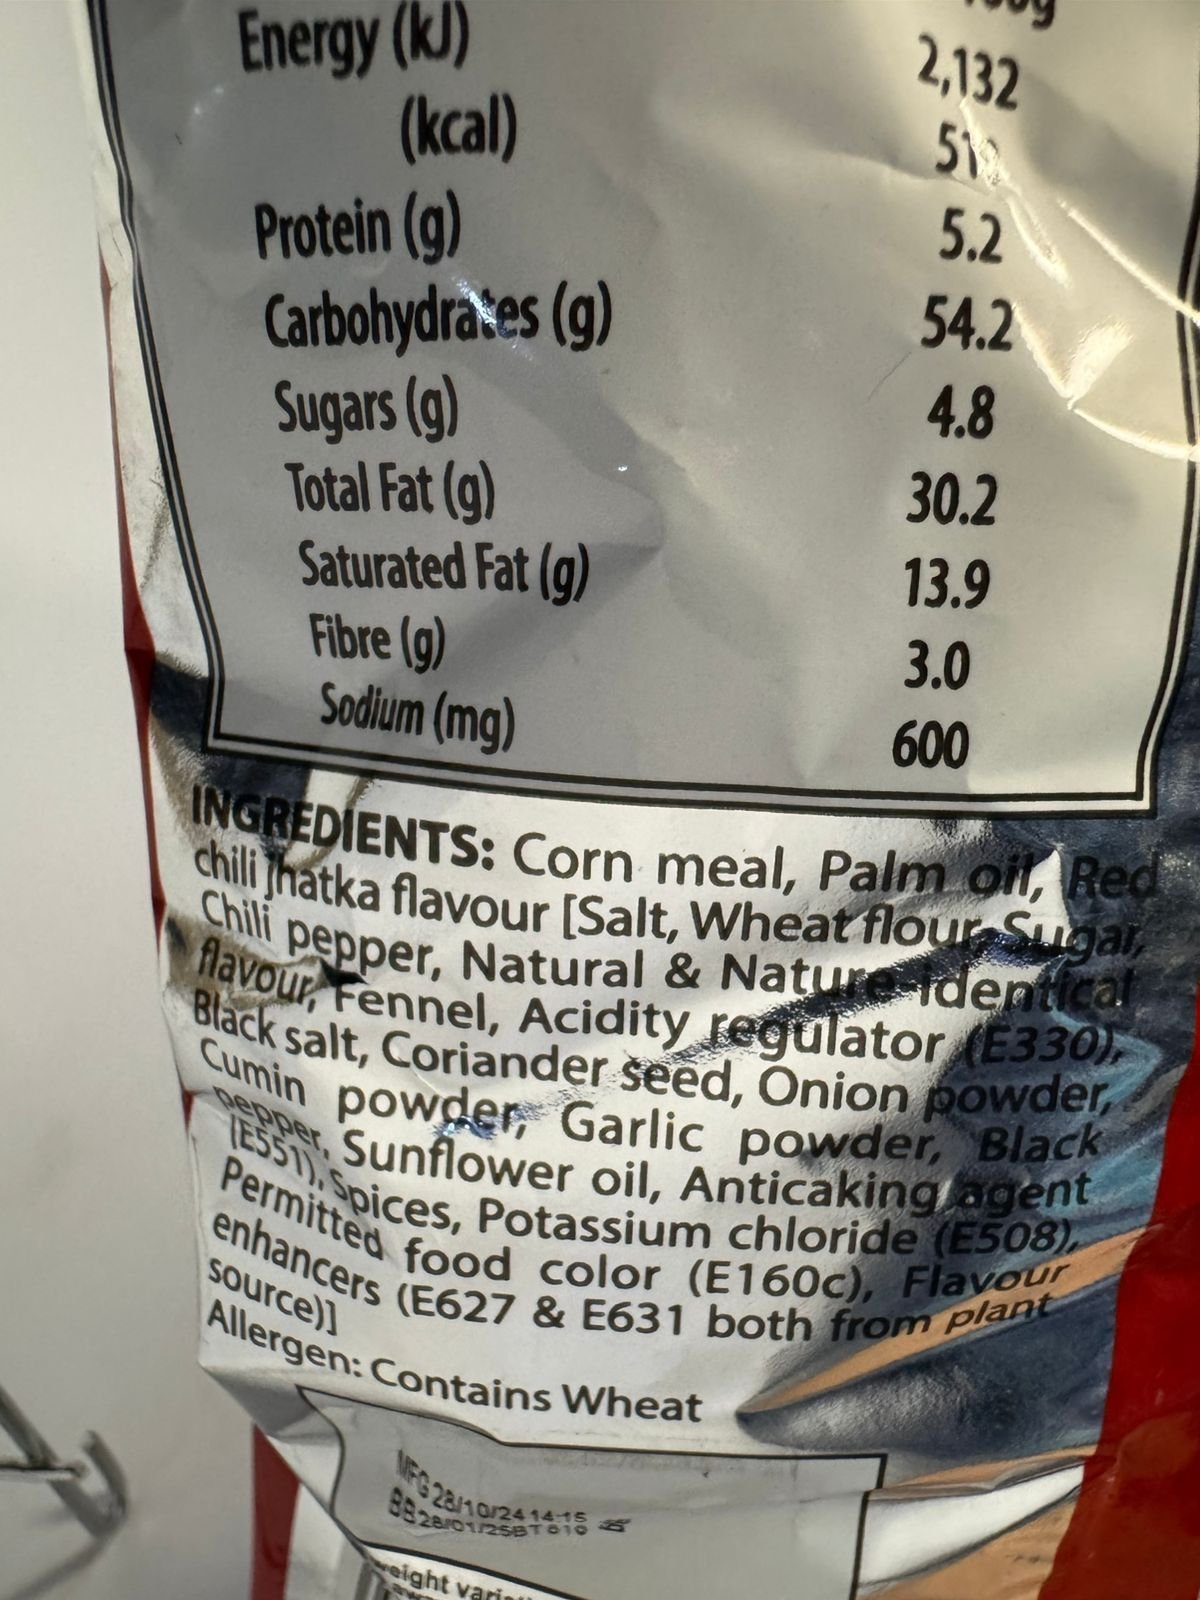 Energy (kJ) 2,132
(kcal)
Protein (g) 5.2
Carbohydrates (g) 54.2
Sugars (g) 4.8
Total Fat (g) 30.2
Saturated Fat (g) 13.9
Fibre (g) 3.0
Sodium (mg) 600
INGREDIENTS: Corn meal, Palm oil, Red
chili Jhatka flavour [Salt, Wheat flour, Sugar,
Chili pepper, Natural & Nature identical
flavour, Fennel, Acidity regulator (E330),
Black salt, Coriander seed, Onion powder,
Cumin powder, Garlic powder, Black
pepper, Sunflower oil, Anticaking agent
(E551), Spices, Potassium chloride (E508),
Permitted food color (E160c), Flavour
enhancers (E627 & E631 both from plant
source)]
Allergen: Contains Wheat
MFG 28/10/24 14:15
BB 28/01/25BT